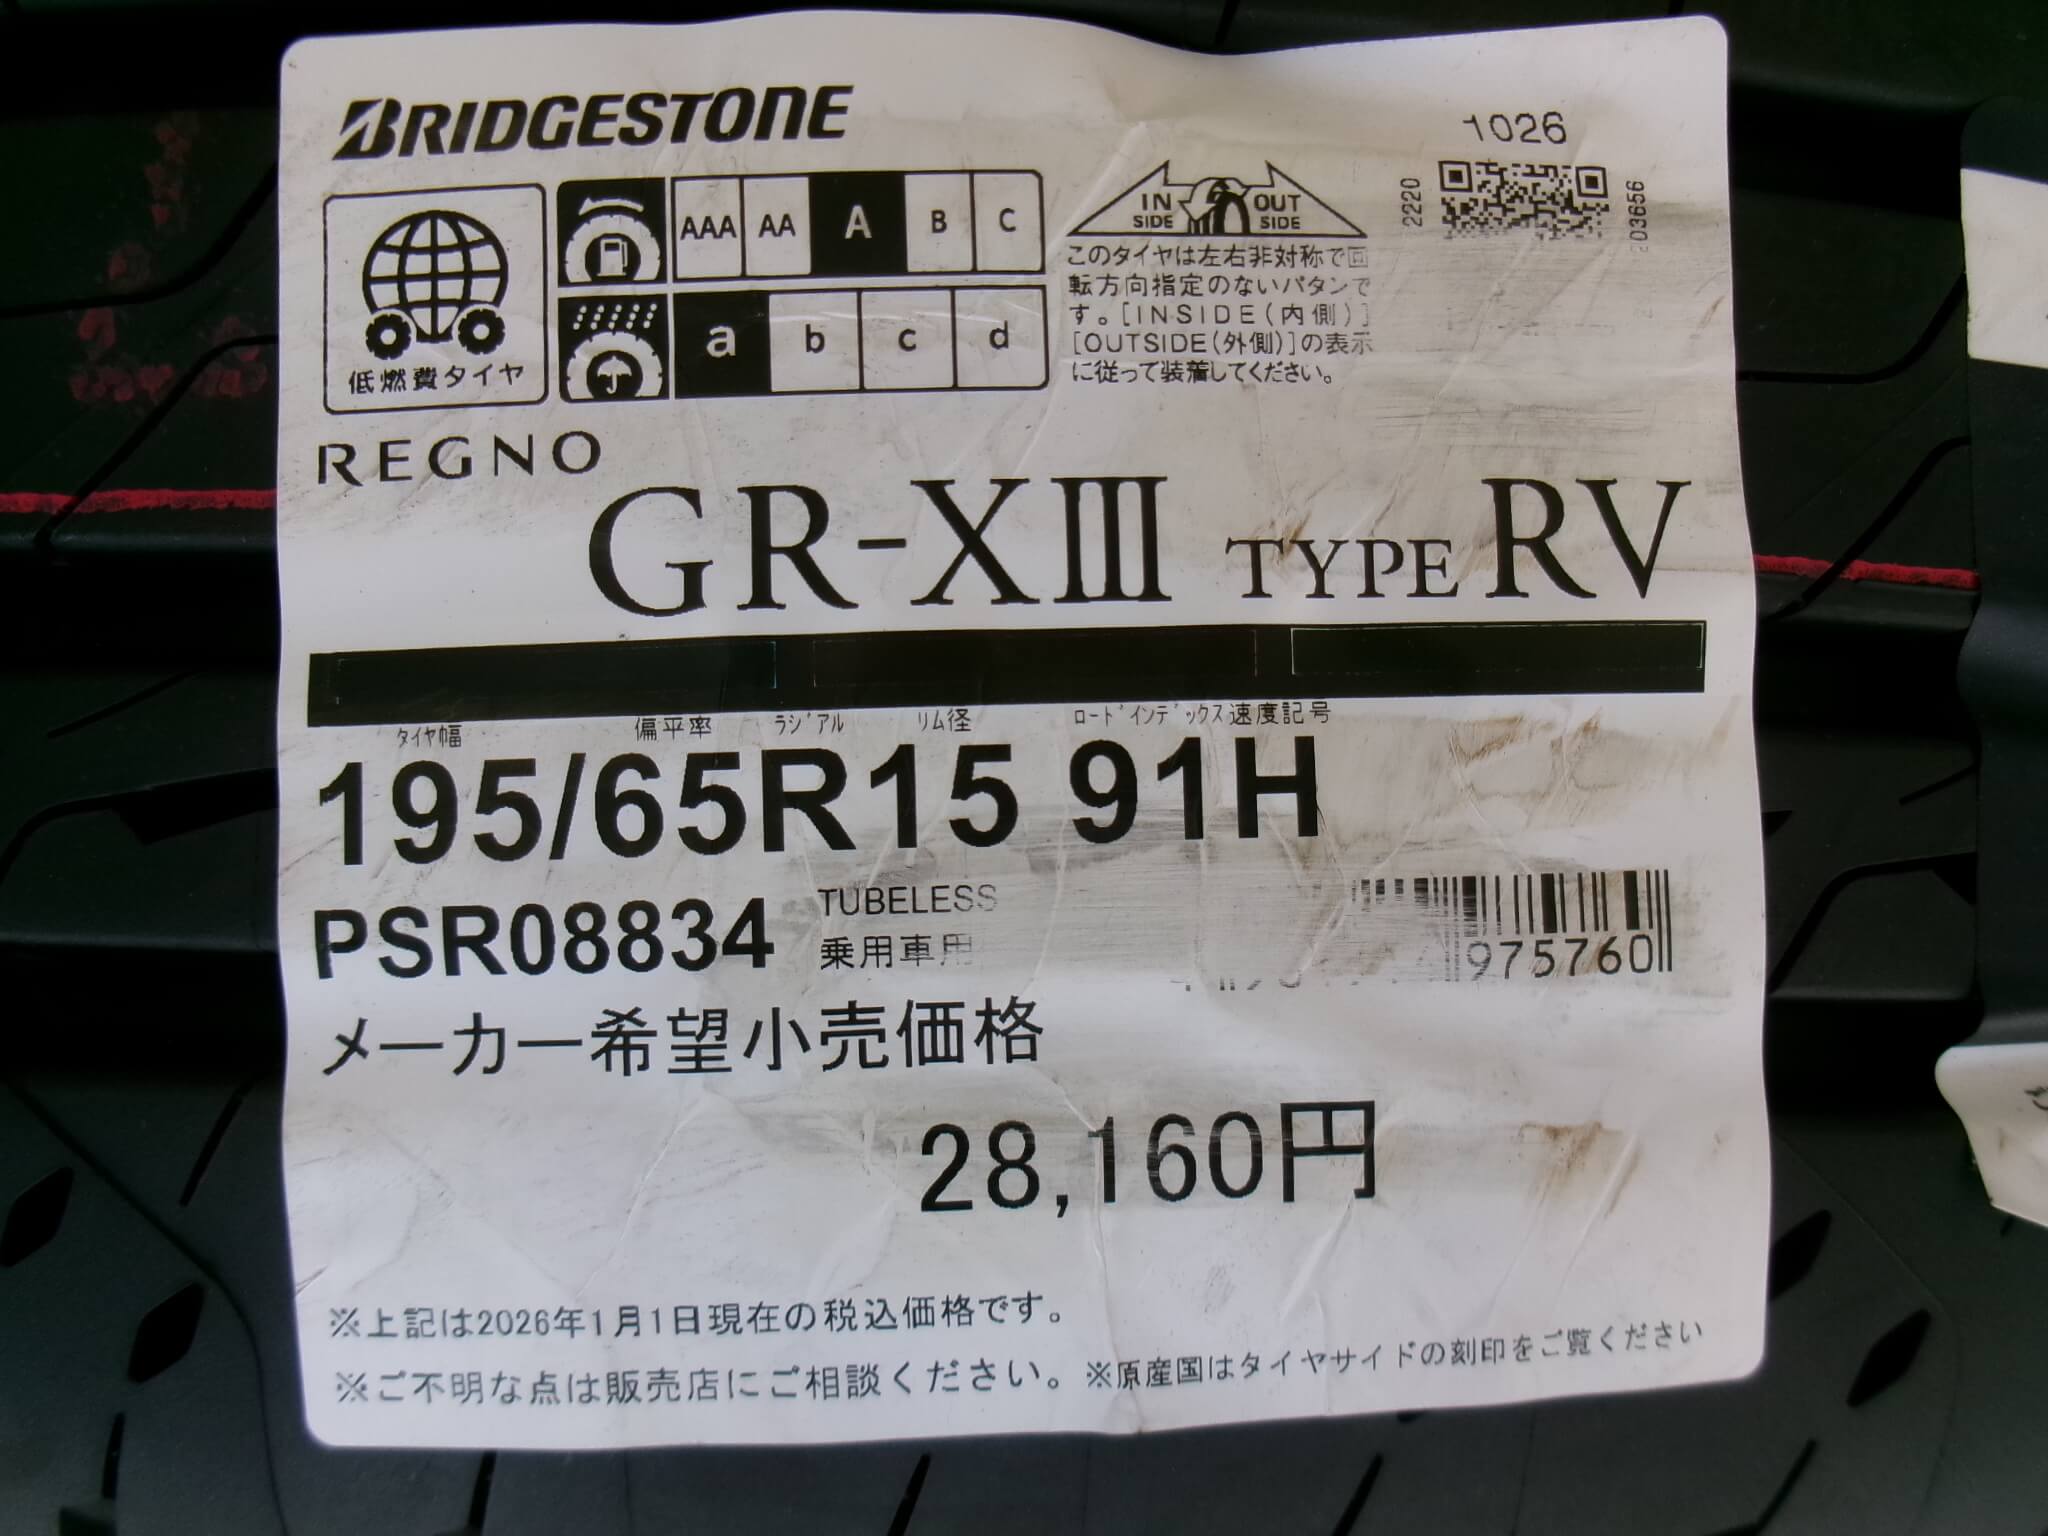 BRIDGESTONE
1026
2220
03656
低燃費タイヤ
AAA AA A B C
a b c d
IN SIDE OUT SIDE
このタイヤは左右非対称で回
転方向指定のないパタンで
す。[INSIDE(内側)]
[OUTSIDE(外側)]の表示
に従って装着してください。
REGNO
GR-XIII TYPE RV
タイヤ幅 偏平率 ラジアル リム径 ロードインデックス 速度記号
195/65R15 91H
PSR08834 TUBELESS
乗用車用
975760
メーカー希望小売価格
28,160円
※上記は2026年1月1日現在の税込価格です。
※ご不明な点は販売店にご相談ください。※原産国はタイヤサイドの刻印をご覧ください